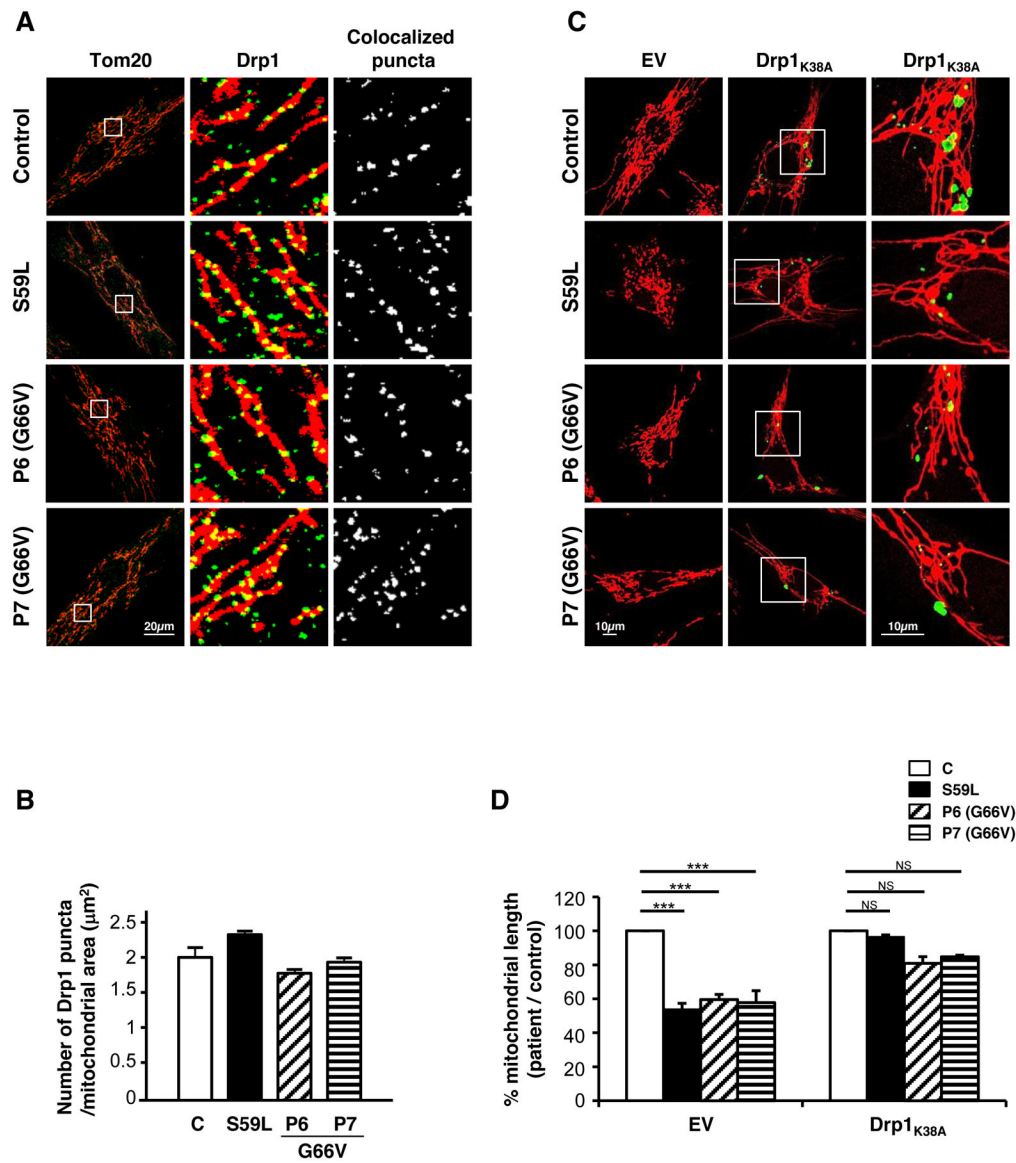 A
Tom20
Drp1
Colocalized
puncta
Control
S59L
P6 (G66V)
P7 (G66V)
20µm
C
EV
Drp1K38A
Drp1K38A
Control
S59L
P6 (G66V)
P7 (G66V)
10µm
10µm
B
Number of Drp1 puncta
/mitochondrial area (µm²)
2.5
2
1.5
1
0.5
0
C
S59L
P6
P7
G66V
D
C
S59L
P6 (G66V)
P7 (G66V)
% mitochondrial length
(patient / control)
120
100
80
60
40
20
0
***
***
***
NS
NS
NS
EV
Drp1K38A